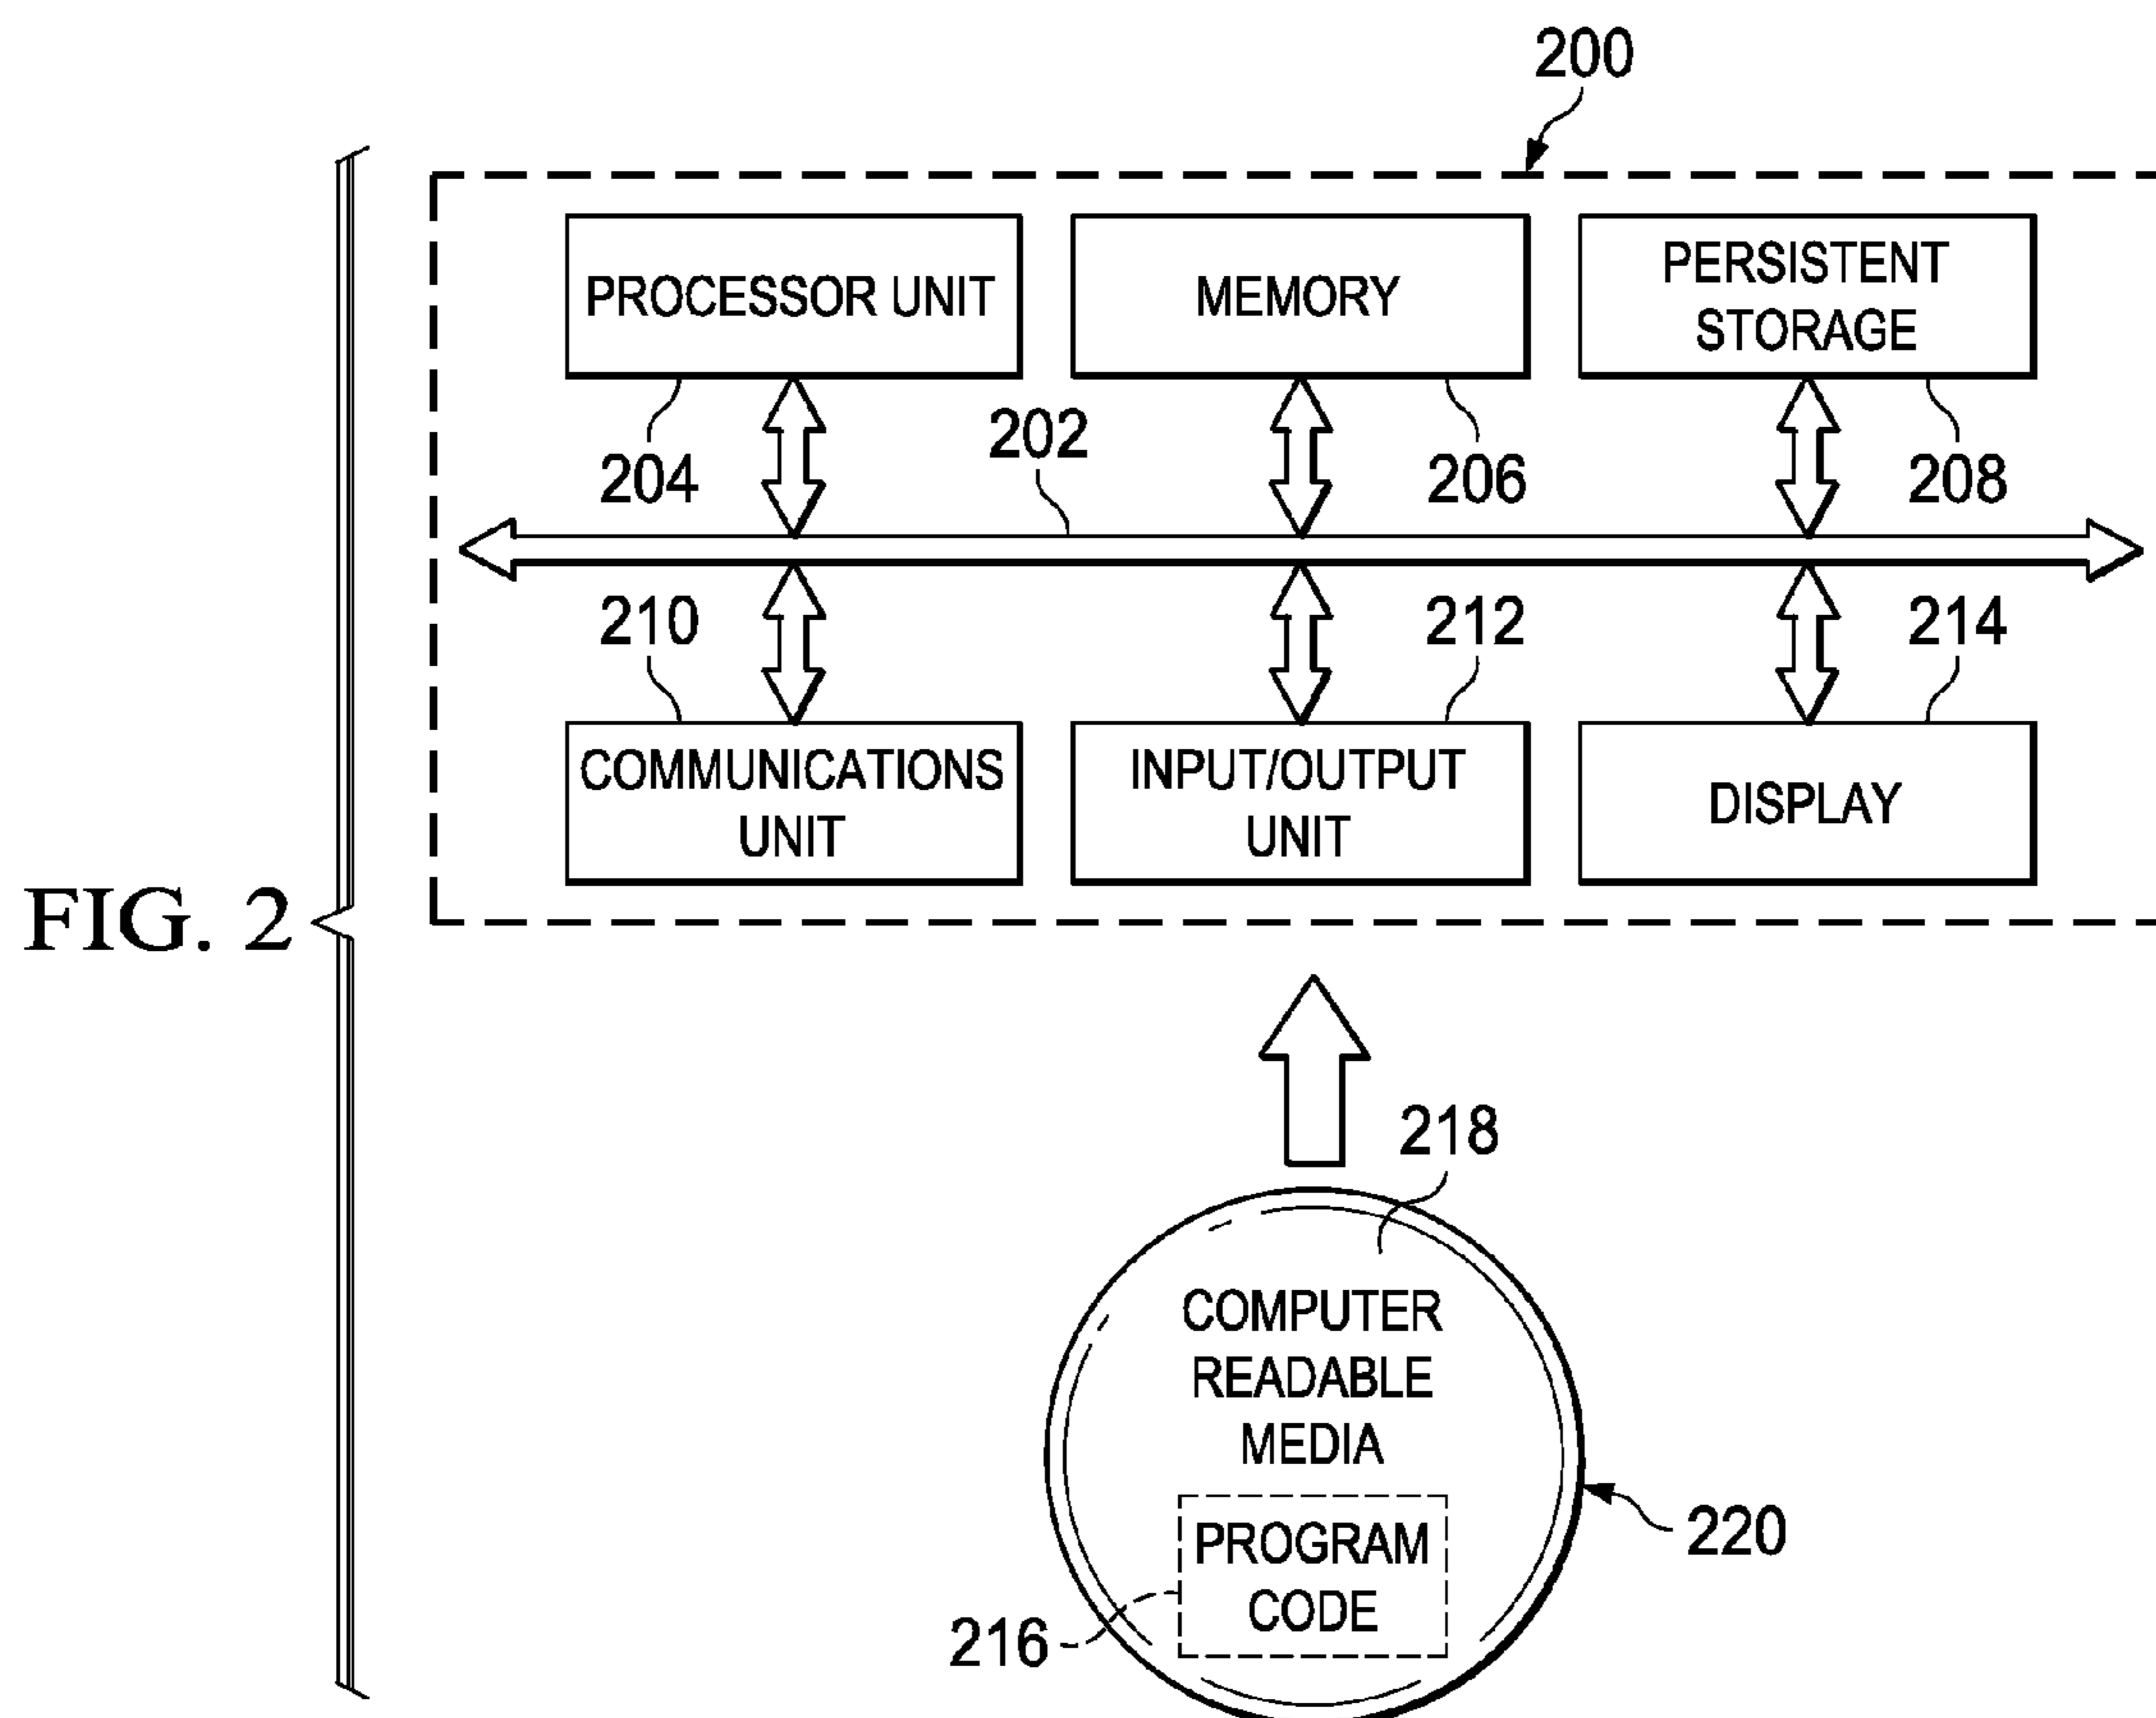 200
PROCESSOR UNIT
MEMORY
PERSISTENT
STORAGE
204
202
206
208
210
212
214
COMMUNICATIONS
UNIT
INPUT/OUTPUT
UNIT
DISPLAY
FIG. 2
218
COMPUTER
READABLE
MEDIA
PROGRAM
CODE
220
216